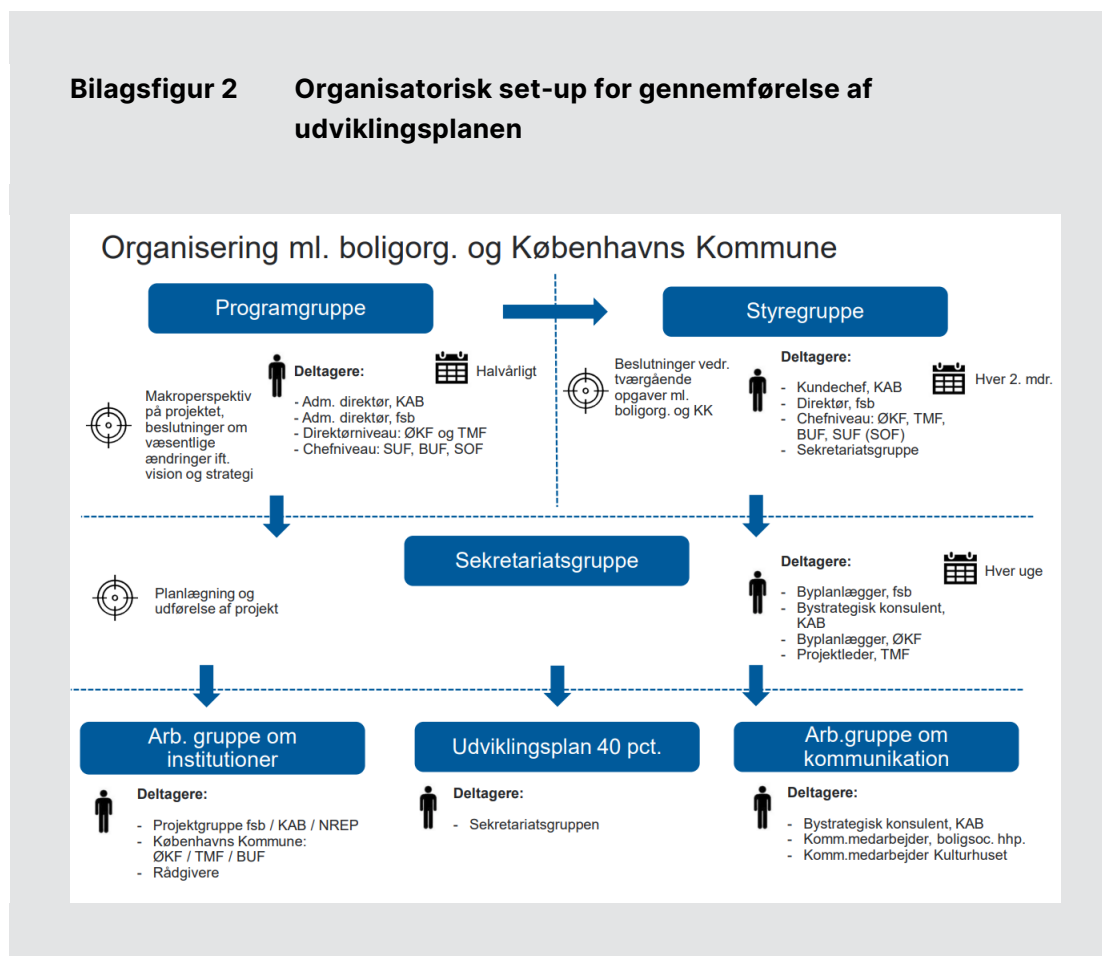 Bilagsfigur 2 Organisatorisk set-up for gennemførelse af
udviklingsplanen
Organisering ml. boligorg. og Københavns Kommune
Programgruppe
Makroperspektiv
på projektet,
beslutninger om
væsentlige
ændringer ift.
vision og strategi
Deltagere:
- Adm. direktør, KAB
- Adm. direktør, fsb
- Direktørniveau: ØKF og TMF
- Chefniveau: SUF, BUF, SOF
Halvårligt
Styregruppe
Beslutninger vedr.
tværgående
opgaver ml.
boligorg. og KK
Deltagere:
- Kundechef, KAB
- Direktør, fsb
- Chefniveau: ØKF, TMF,
BUF, SUF (SOF)
- Sekretariatsgruppe
Hver 2. mdr.
Sekretariatsgruppe
Planlægning og
udførelse af projekt
Deltagere:
- Byplanlægger, fsb
- Bystrategisk konsulent,
KAB
- Byplanlægger, ØKF
- Projektleder, TMF
Hver uge
Arb. gruppe om
institutioner
Deltagere:
- Projektgruppe fsb / KAB / NREP
- Københavns Kommune:
ØKF / TMF / BUF
- Rådgivere
Udviklingsplan 40 pct.
Deltagere:
- Sekretariatsgruppen
Arb.gruppe om
kommunikation
Deltagere:
- Bystrategisk konsulent, KAB
- Komm.medarbejder, boligsoc. hhp.
- Komm.medarbejder Kulturhuset